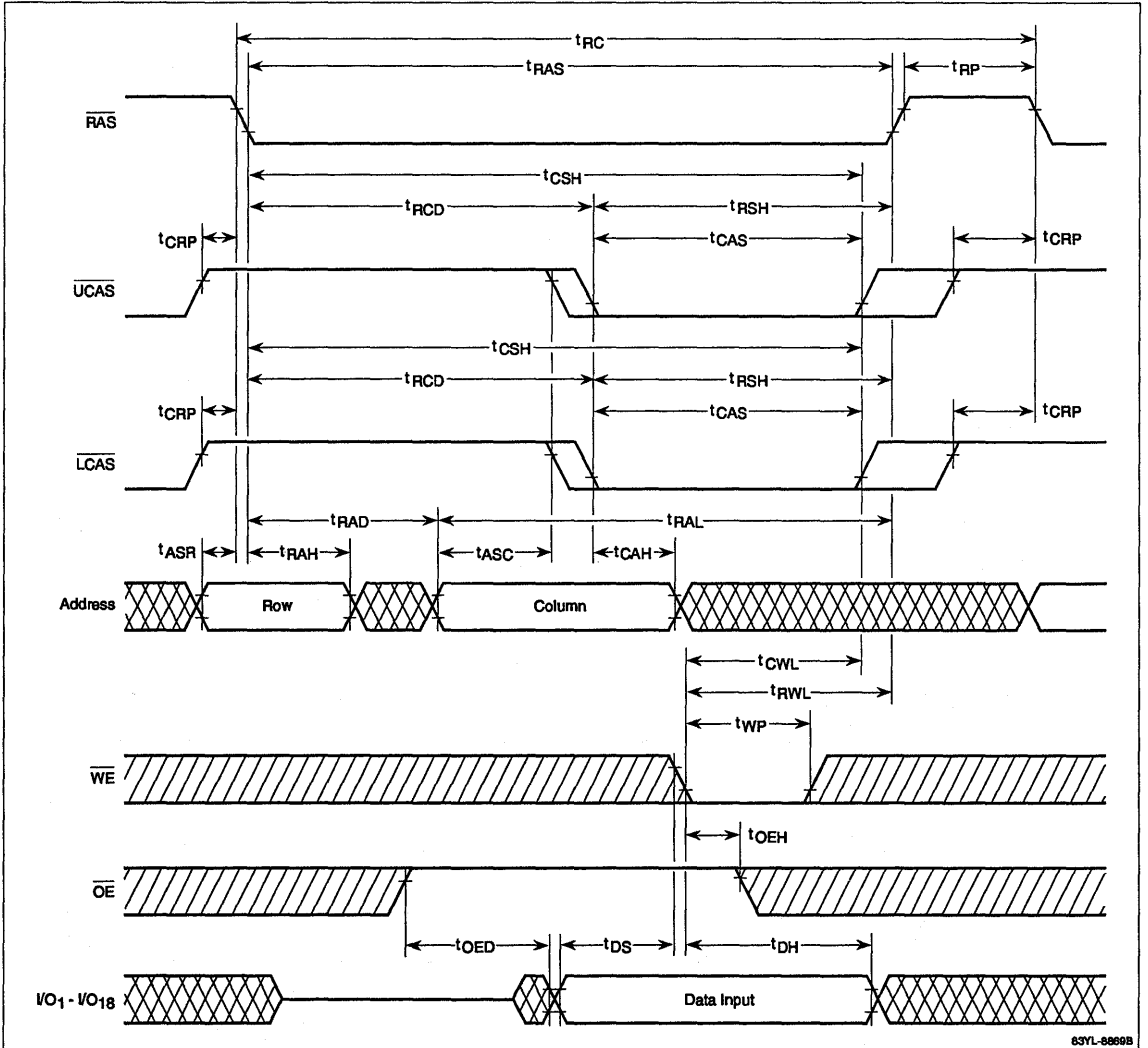 tRC
tRAS
tRP
RAS
tCSH
tRCD
tRSH
tCRP
tCAS
tCRP
UCAS
tCSH
tRCD
tRSH
tCRP
tCAS
tCRP
LCAS
tRAD
tRAL
tASR
tRAH
tASC
tCAH
Address
Row
Column
tCWL
tRWL
tWP
WE
tOEH
OE
tOED
tDS
tDH
I/O1 - I/O18
Data Input
83YL-8869B